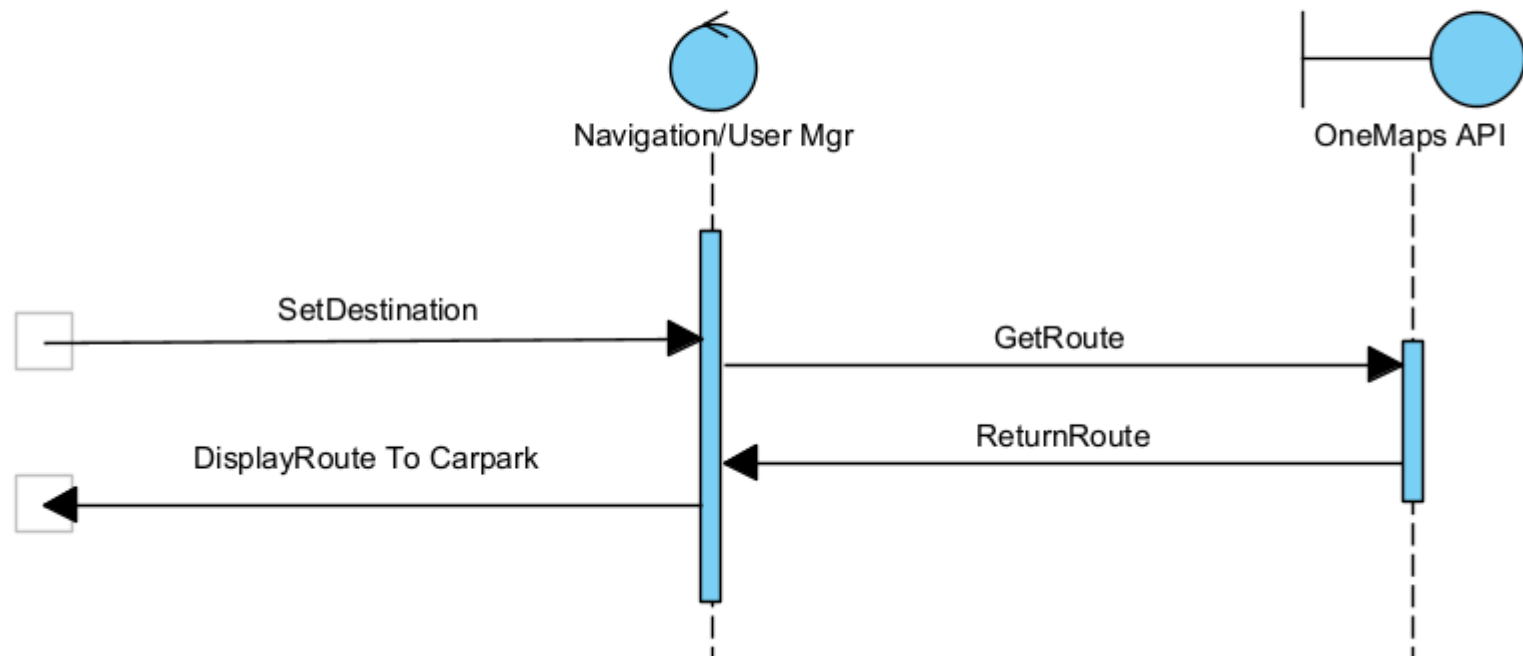 Navigation/User Mgr
OneMaps API
SetDestination
GetRoute
ReturnRoute
DisplayRoute To Carpark